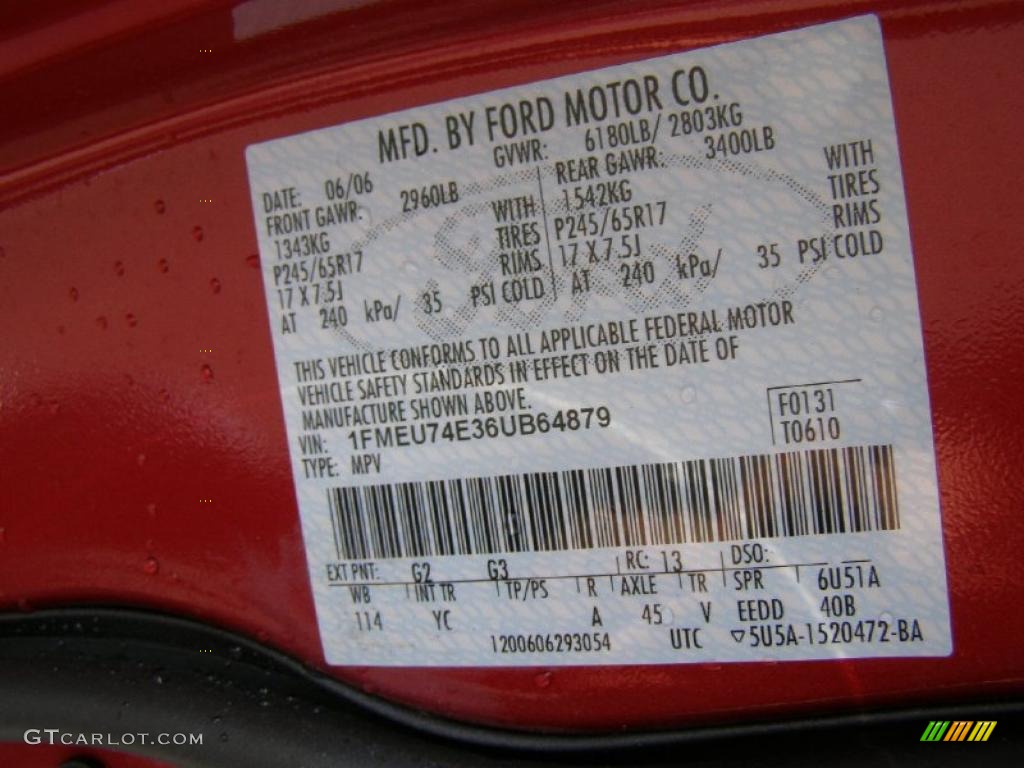 MFD. BY FORD MOTOR CO.
DATE: 06/06 GVWR: 6180LB/ 2803KG
FRONT GAWR: 2960LB REAR GAWR: 3400LB
1343KG WITH 1542KG WITH
P245/65R17 TIRES P245/65R17 TIRES
17 X 7.5J RIMS 17 X 7.5J RIMS
AT 240 kPa/ 35 PSI COLD AT 240 kPa/ 35 PSI COLD
THIS VEHICLE CONFORMS TO ALL APPLICABLE FEDERAL MOTOR
VEHICLE SAFETY STANDARDS IN EFFECT ON THE DATE OF
MANUFACTURE SHOWN ABOVE.
VIN: 1FMEU74E36UB64879 F0131
TYPE: MPV T0610
EXT PNT: G2 G3 RC: 13 DSO:
WB INT TR TP/PS R AXLE TR SPR 6U51A
114 YC A 45 V EEDD 40B
1200606293054 UTC ▽5U5A-1520472-BA
GTCARLOT.COM